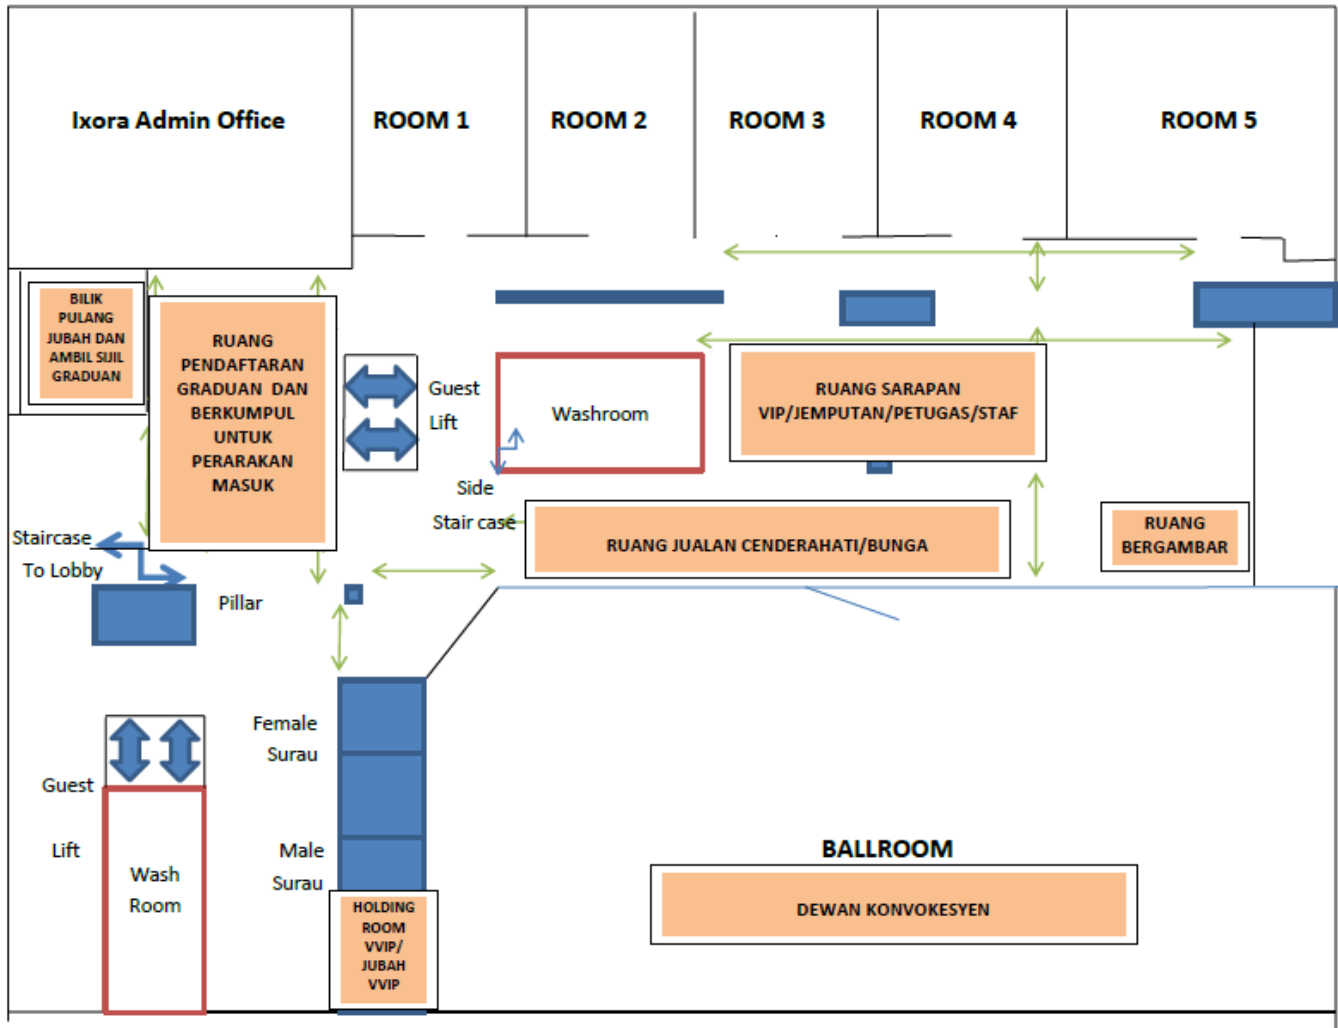 Ixora Admin Office
ROOM 1
ROOM 2
ROOM 3
ROOM 4
ROOM 5
BILIK
PULANG
JUBAH DAN
AMBIL SIJIL
GRADUAN
RUANG
PENDAFTARAN
GRADUAN DAN
BERKUMPUL
UNTUK
PERARAKAN
MASUK
Guest
Lift
Washroom
RUANG SARAPAN
VIP/JEMPUTAN/PETUGAS/STAF
Side
Stair case
RUANG JUALAN CENDERAHATI/BUNGA
RUANG
BERGAMBAR
Staircase
To Lobby
Pillar
Female
Surau
Guest
Lift
Wash
Room
Male
Surau
HOLDING
ROOM
VVIP/
JUBAH
VVIP
BALLROOM
DEWAN KONVOKESYEN